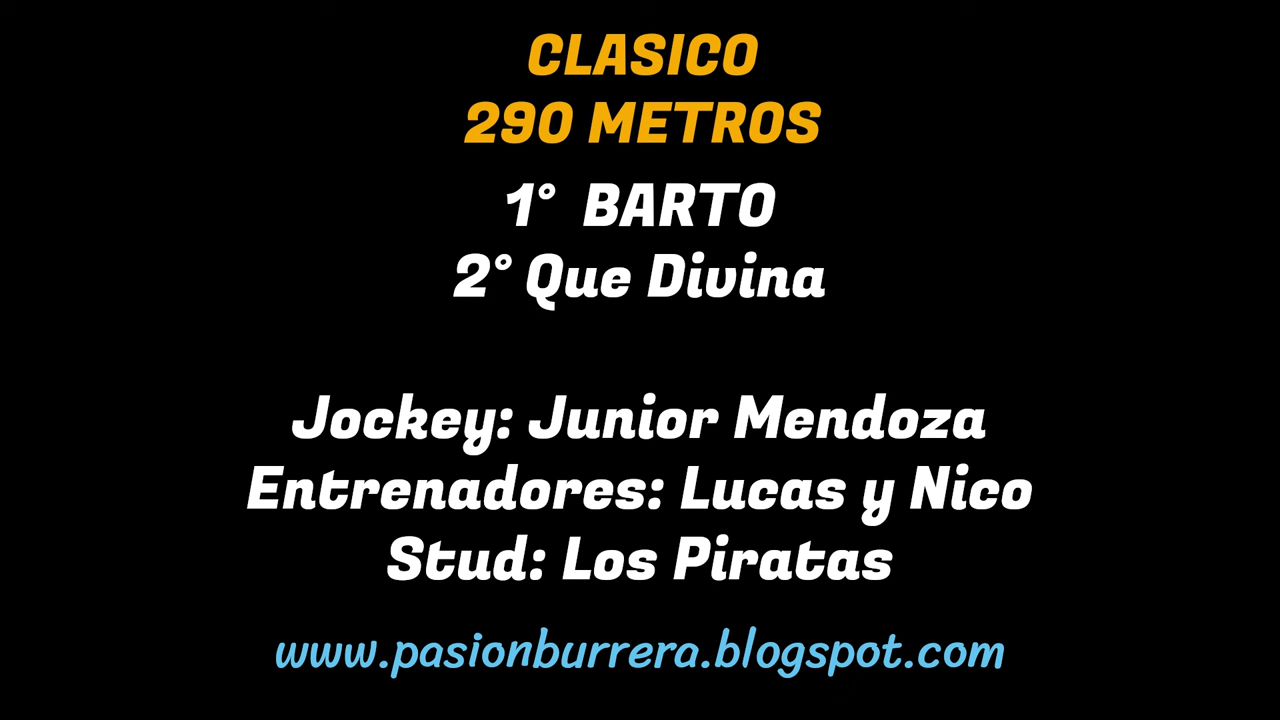 CLASICO
290 METROS
1° BARTO
2° Que Divina
Jockey: Junior Mendoza
Entrenadores: Lucas y Nico
Stud: Los Piratas
www.pasionburrera.blogspot.com